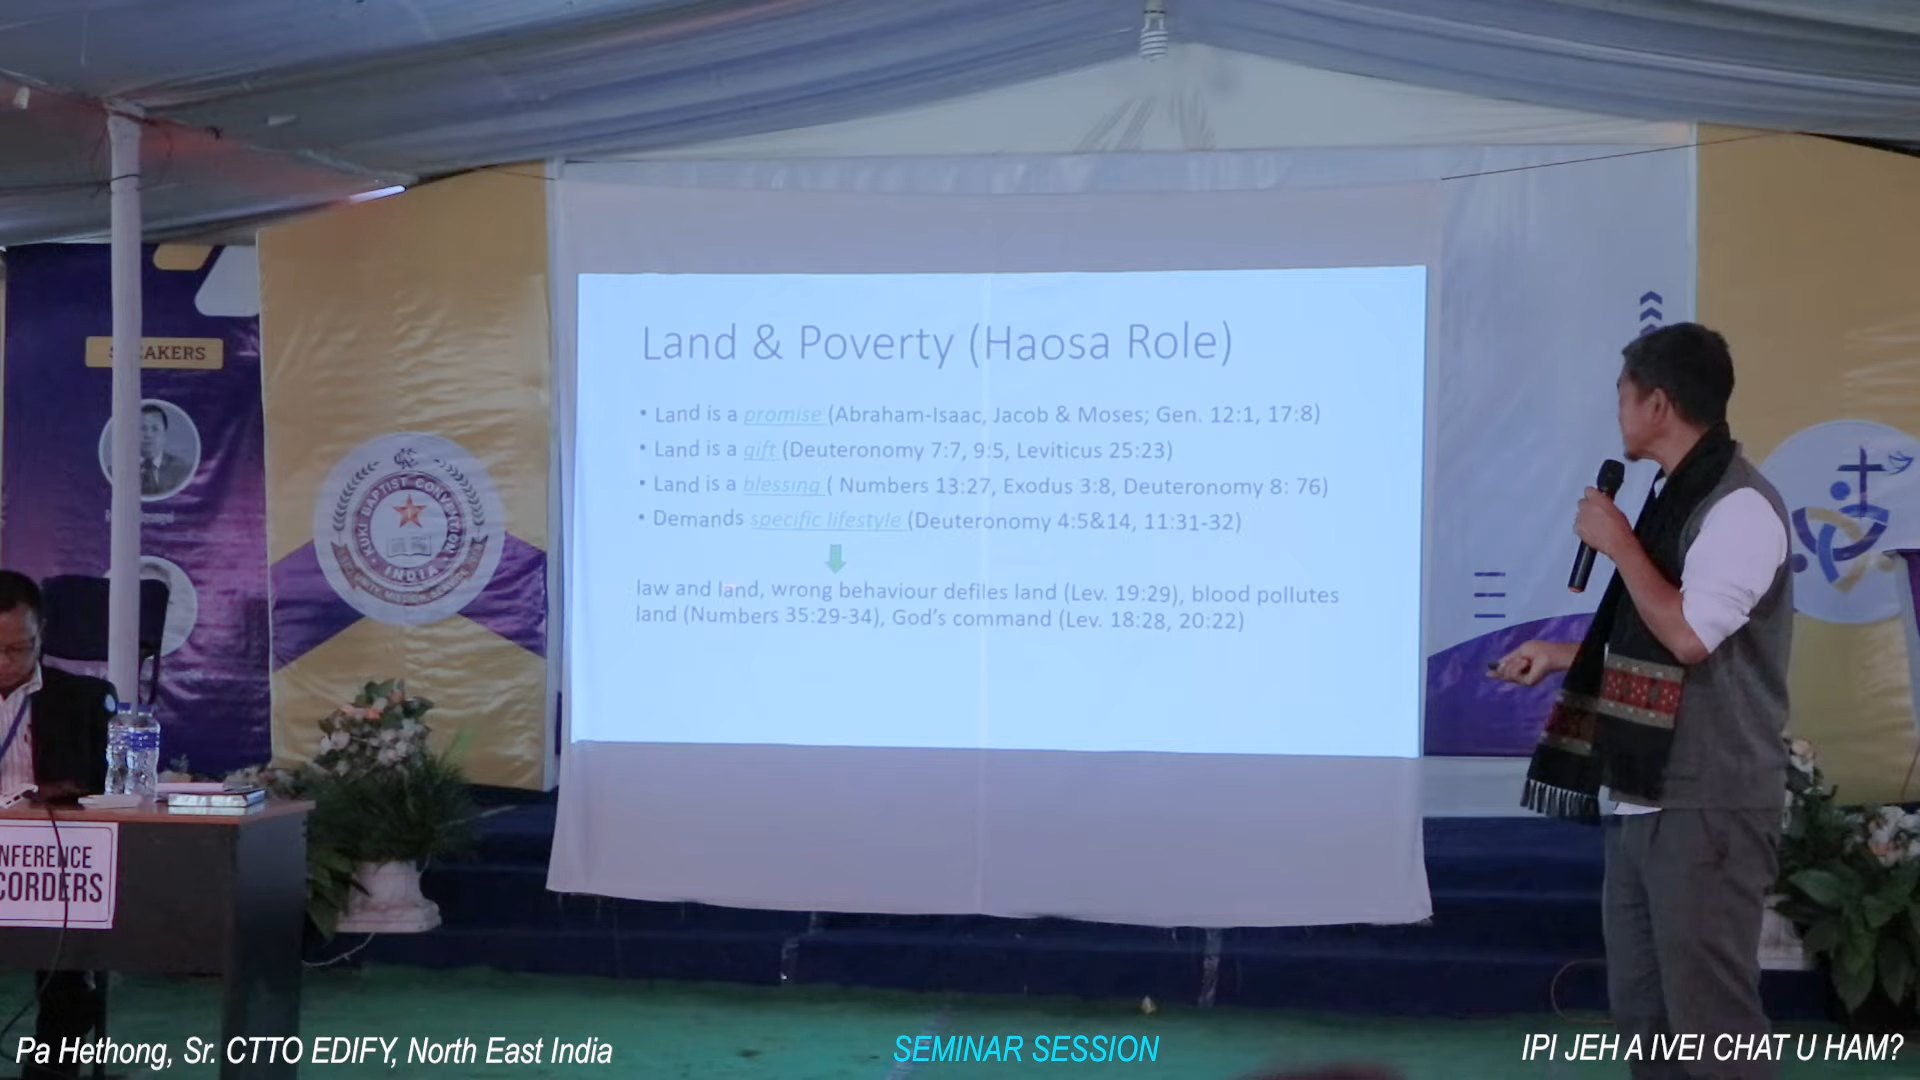 SPEAKERS
KUKI BAPTIST CONVENTION
INDIA
Land & Poverty (Haosa Role)
• Land is a promise (Abraham-Isaac, Jacob & Moses; Gen. 12:1, 17:8)
• Land is a gift (Deuteronomy 7:7, 9:5, Leviticus 25:23)
• Land is a blessing ( Numbers 13:27, Exodus 3:8, Deuteronomy 8: 76)
• Demands specific lifestyle (Deuteronomy 4:5&14, 11:31-32)
law and land, wrong behaviour defiles land (Lev. 19:29), blood pollutes
land (Numbers 35:29-34), God's command (Lev. 18:28, 20:22)
NFERENCE
CORDERS
Pa Hethong, Sr. CTTO EDIFY, North East India
SEMINAR SESSION
IPI JEH A IVEI CHAT U HAM?